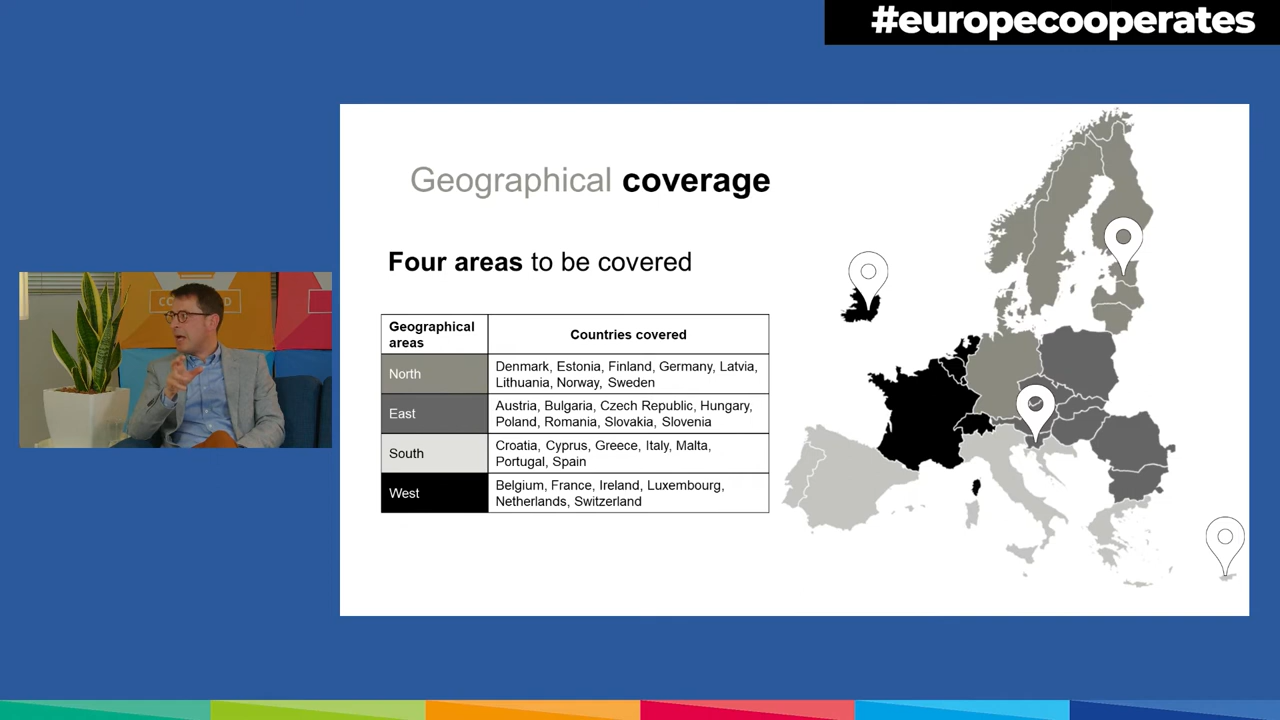 #europecooperates
Geographical coverage
Four areas to be covered
Geographical
areas
Countries covered
North
Denmark, Estonia, Finland, Germany, Latvia,
Lithuania, Norway, Sweden
East
Austria, Bulgaria, Czech Republic, Hungary,
Poland, Romania, Slovakia, Slovenia
South
Croatia, Cyprus, Greece, Italy, Malta,
Portugal, Spain
West
Belgium, France, Ireland, Luxembourg,
Netherlands, Switzerland